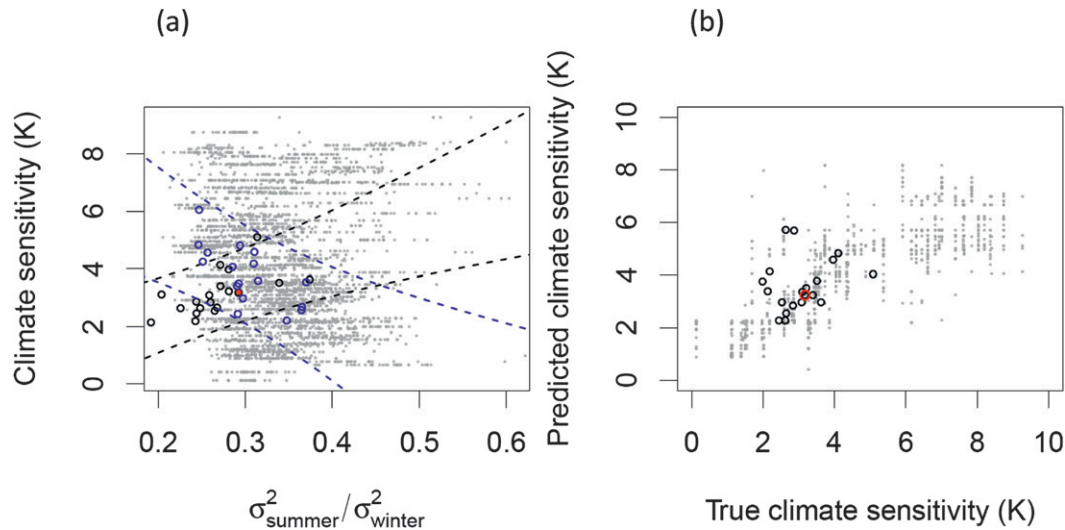 (a)
Climate sensitivity (K)
8
6
4
2
0
0.2 0.3 0.4 0.5 0.6
σ²summer/σ²winter
(b)
Predicted climate sensitivity (K)
10
8
6
4
2
0
0 2 4 6 8 10
True climate sensitivity (K)